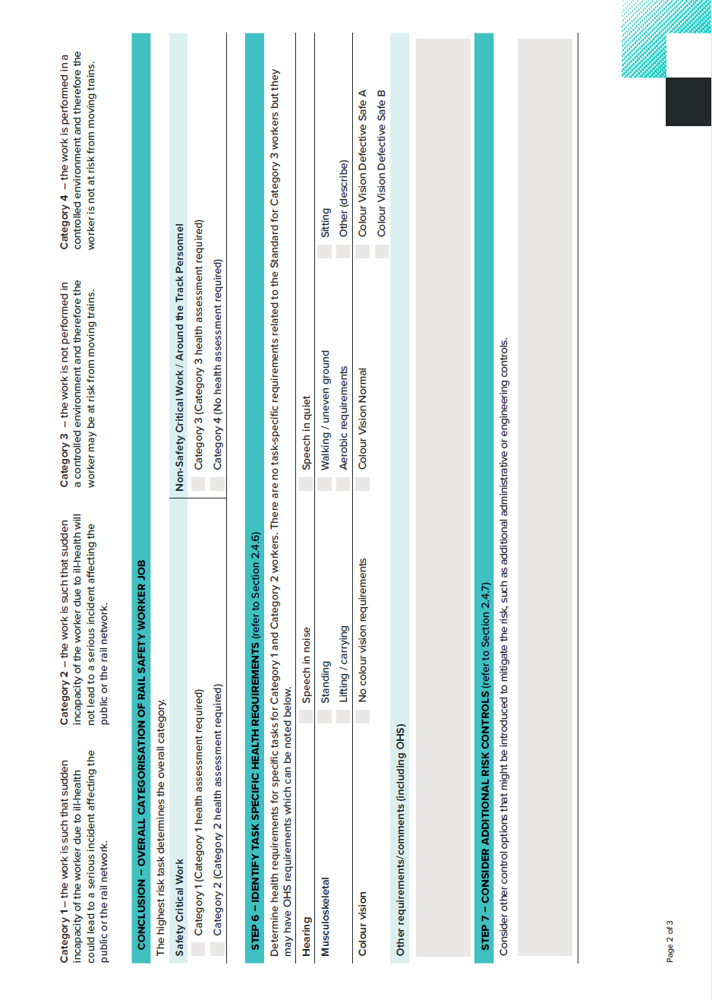 Category 1 – the work is such that sudden
incapacity of the worker due to ill-health
could lead to a serious incident affecting the
public or the rail network.
Category 2 – the work is such that sudden
incapacity of the worker due to ill-health will
not lead to a serious incident affecting the
public or the rail network.
Category 3 – the work is not performed in
a controlled environment and therefore the
worker may be at risk from moving trains.
Category 4 – the work is performed in a
controlled environment and therefore the
worker is not at risk from moving trains.
CONCLUSION – OVERALL CATEGORISATION OF RAIL SAFETY WORKER JOB
The highest risk task determines the overall category.
Safety Critical Work
Non-Safety Critical Work / Around the Track Personnel
Category 1 (Category 1 health assessment required)
Category 3 (Category 3 health assessment required)
Category 2 (Category 2 health assessment required)
Category 4 (No health assessment required)
STEP 6 – IDENTIFY TASK SPECIFIC HEALTH REQUIREMENTS (refer to Section 2.4.6)
Determine health requirements for specific tasks for Category 1 and Category 2 workers. There are no task-specific requirements related to the Standard for Category 3 workers but they
may have OHS requirements which can be noted below.
Hearing
Speech in noise
Speech in quiet
Musculoskeletal
Standing
Walking / uneven ground
Sitting
Lifting / carrying
Aerobic requirements
Other (describe)
Colour vision
No colour vision requirements
Colour Vision Normal
Colour Vision Defective Safe A
Colour Vision Defective Safe B
Other requirements/comments (including OHS)
STEP 7 – CONSIDER ADDITIONAL RISK CONTROLS (refer to Section 2.4.7)
Consider other control options that might be introduced to mitigate the risk, such as additional administrative or engineering controls.
Page 2 of 3